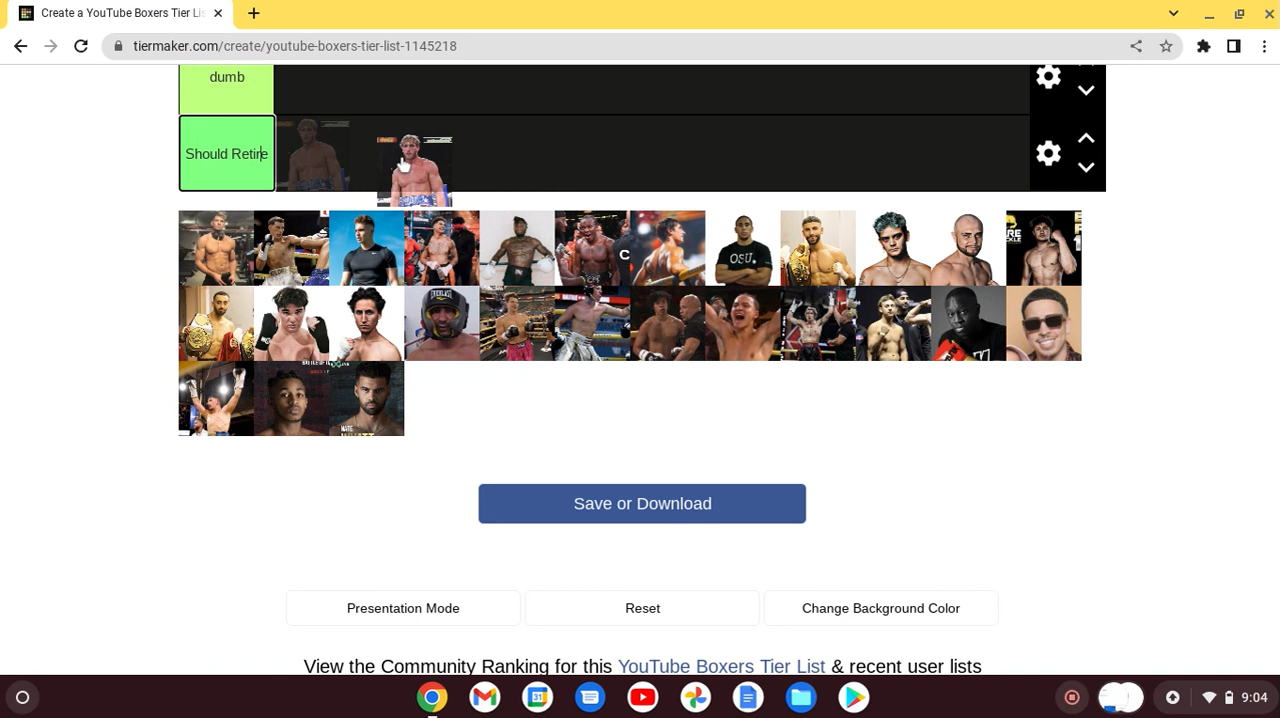 Create a YouTube Boxers Tier Lis
tiermaker.com/create/youtube-boxers-tier-list-1145218
dumb
Should Retire
OSU.
C
Save or Download
Presentation Mode
Reset
Change Background Color
View the Community Ranking for this YouTube Boxers Tier List & recent user lists
31
9:04